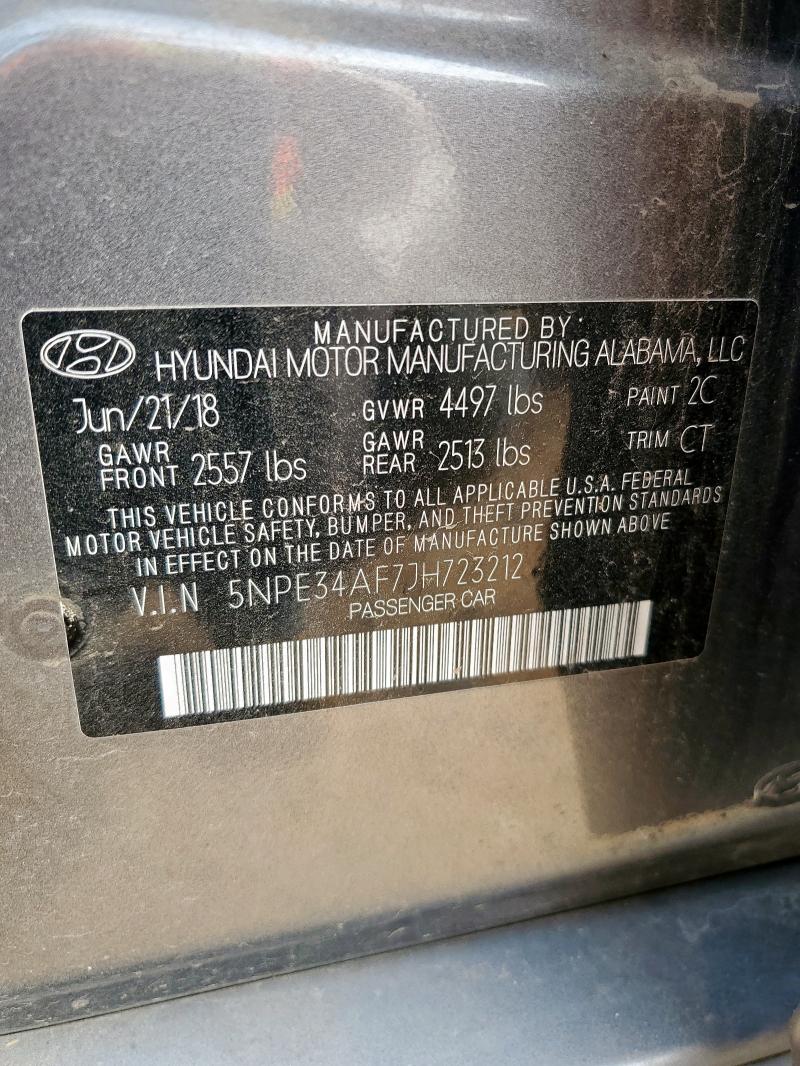 MANUFACTURED BY
HYUNDAI MOTOR MANUFACTURING ALABAMA, LLC
Jun/21/18 GVWR 4497 lbs PAINT 2C
GAWR FRONT 2557 lbs GAWR REAR 2513 lbs TRIM CT
THIS VEHICLE CONFORMS TO ALL APPLICABLE U.S.A. FEDERAL
MOTOR VEHICLE SAFETY, BUMPER, AND THEFT PREVENTION STANDARDS
IN EFFECT ON THE DATE OF MANUFACTURE SHOWN ABOVE
V.I.N 5NPE34AF7JH723212
PASSENGER CAR